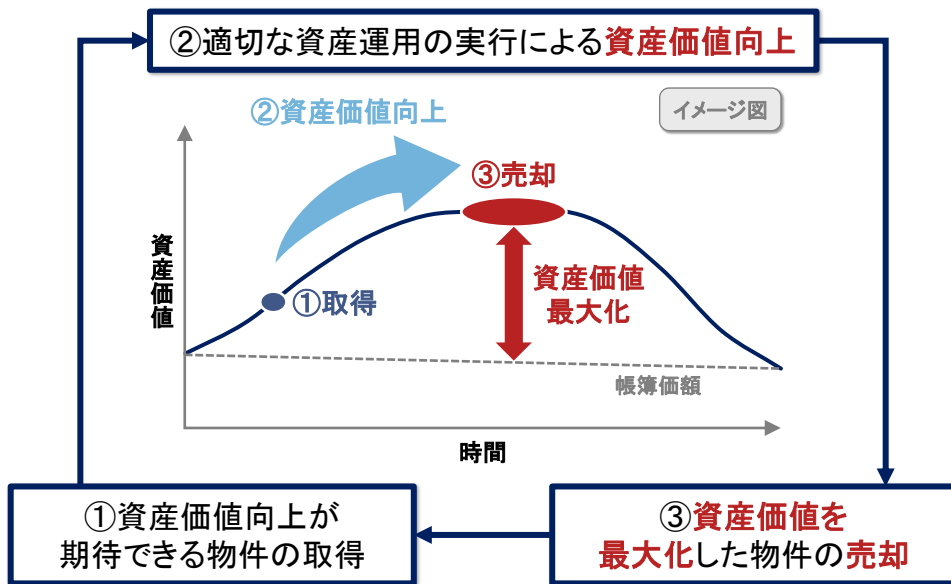 ②適切な資産運用の実行による資産価値向上
②資産価値向上
イメージ図
③売却
資産価値
①取得
資産価値
最大化
帳簿価額
時間
①資産価値向上が
期待できる物件の取得
③資産価値を
最大化した物件の売却